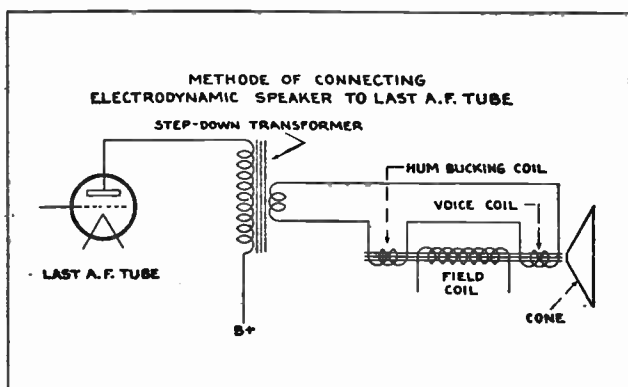 METHODE OF CONNECTING
ELECTRODYNAMIC SPEAKER TO LAST A.F. TUBE
STEP-DOWN TRANSFORMER
HUM BUCKING COIL
VOICE COIL
LAST A.F. TUBE
FIELD
COIL
CONE
B+